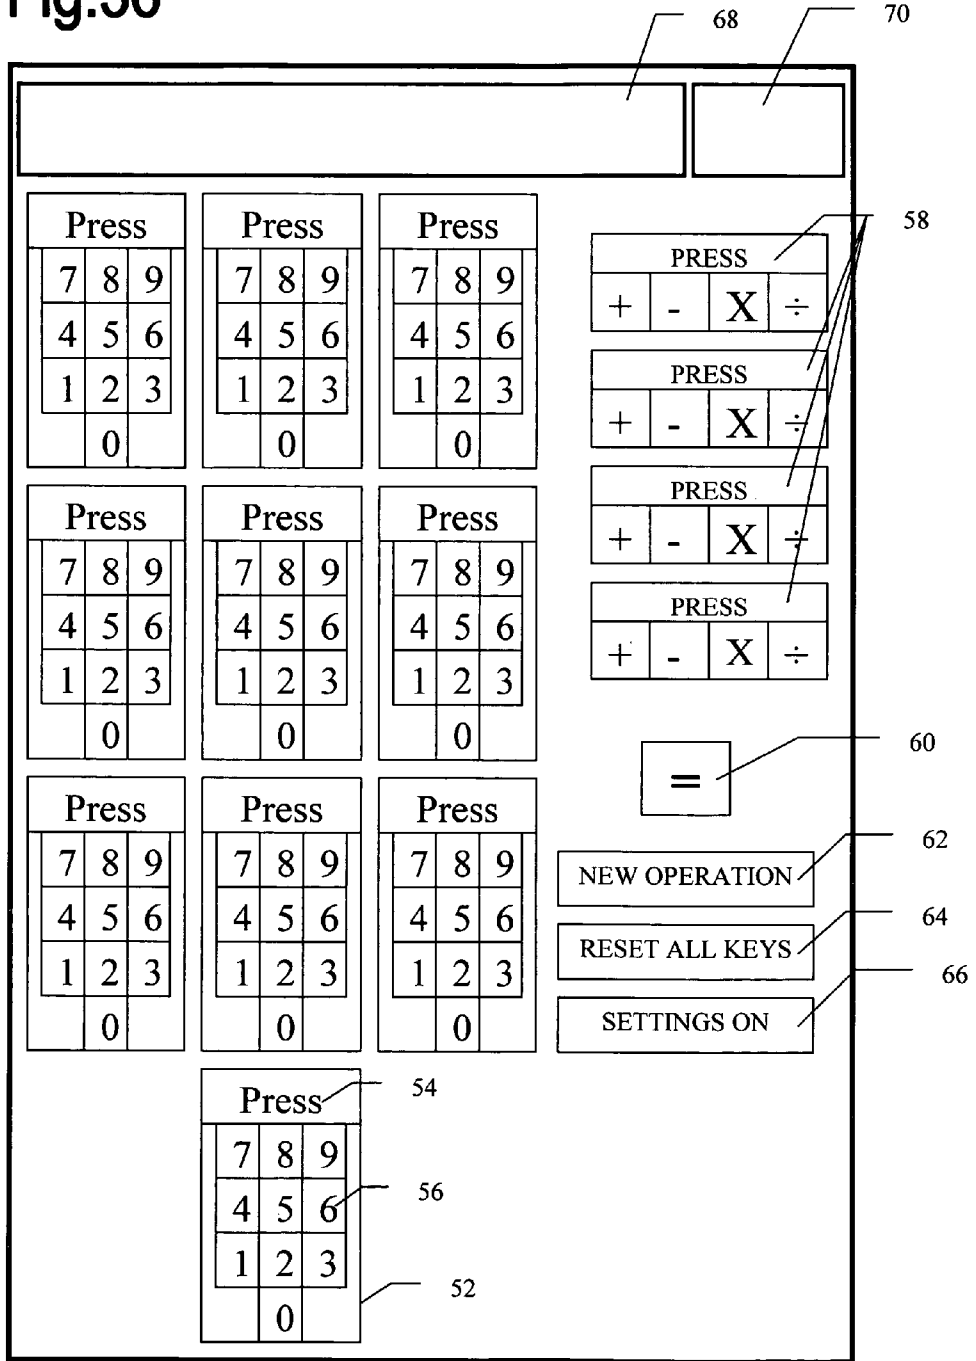 68
70
Press Press Press
58
PRESS
7 8 9 7 8 9 7 8 9
+ - X ÷
4 5 6 4 5 6 4 5 6
PRESS
1 2 3 1 2 3 1 2 3
+ - X ÷
0 0 0
PRESS
Press Press Press
+ - X ÷
7 8 9 7 8 9 7 8 9
PRESS
4 5 6 4 5 6 4 5 6
+ - X ÷
1 2 3 1 2 3 1 2 3
0 0 0
60
=
Press Press Press
62
7 8 9 7 8 9 7 8 9
NEW OPERATION
4 5 6 4 5 6 4 5 6
64
RESET ALL KEYS
1 2 3 1 2 3 1 2 3
66
0 0 0
SETTINGS ON
Press
54
7 8 9
4 5 6
56
1 2 3
52
0